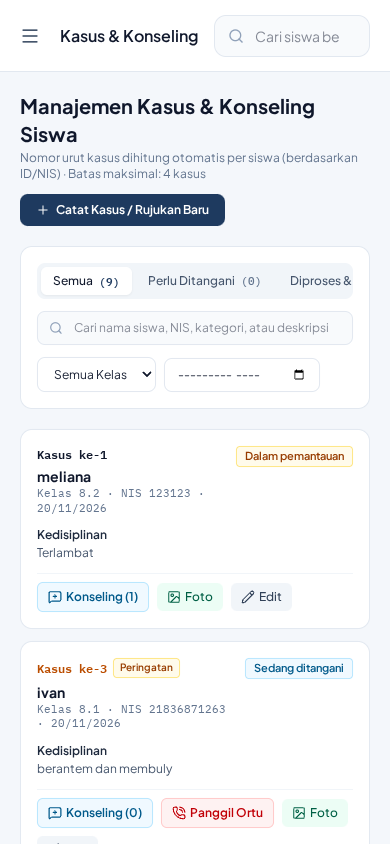 Kasus & Konseling
Cari siswa be
Manajemen Kasus & Konseling
Siswa
Nomor urut kasus dihitung otomatis per siswa (berdasarkan
ID/NIS) · Batas maksimal: 4 kasus
Catat Kasus / Rujukan Baru
Semua (9) Perlu Ditangani (0) Diproses &
Cari nama siswa, NIS, kategori, atau deskripsi
Semua Kelas --------- ----
Kasus ke-1 Dalam pemantauan
meliana
Kelas 8.2 · NIS 123123 ·
20/11/2026
Kedisiplinan
Terlambat
Konseling (1) Foto Edit
Kasus ke-3 Peringatan Sedang ditangani
ivan
Kelas 8.1 · NIS 21836871263
· 20/11/2026
Kedisiplinan
berantem dan membuly
Konseling (0) Panggil Ortu Foto